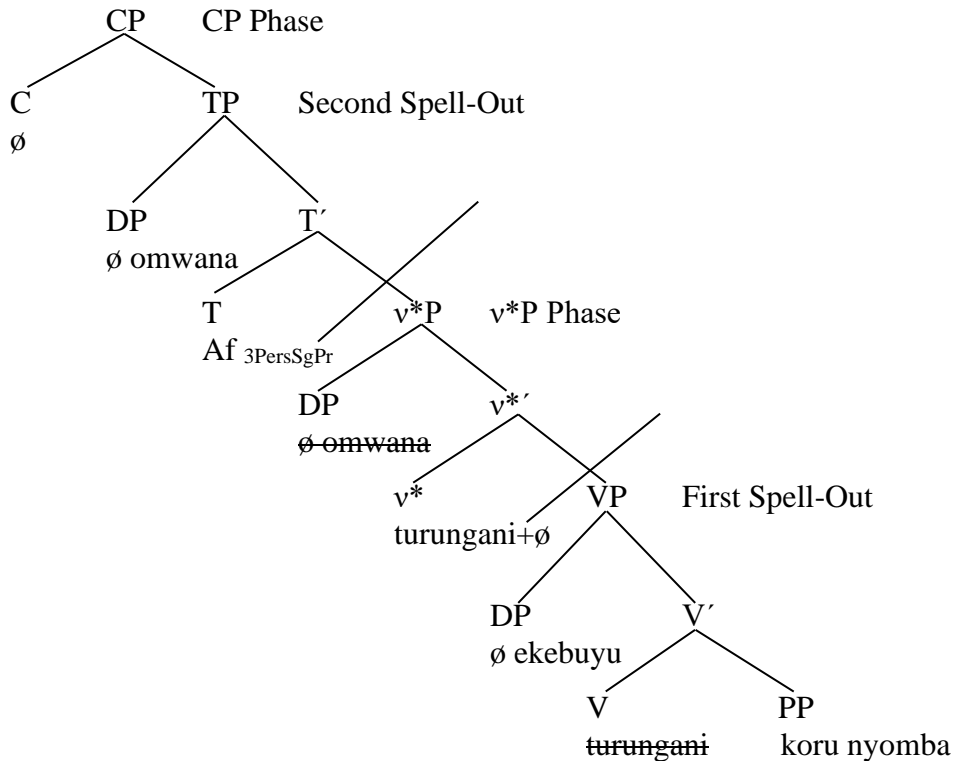 CP CP Phase
C TP Second Spell-Out
ø
DP T´
ø omwana
T ν*P ν*P Phase
Af 3PersSgPr
DP ν*´
ø omwana
ν* VP First Spell-Out
turungani+ø
DP V´
ø ekebuyu
V PP
turungani koru nyomba